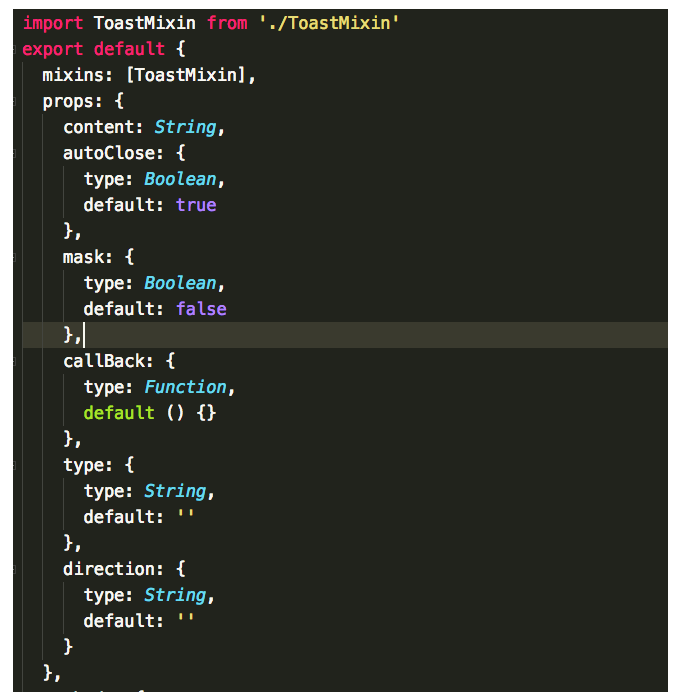 import ToastMixin from './ToastMixin'
export default {
  mixins: [ToastMixin],
  props: {
    content: String,
    autoClose: {
      type: Boolean,
      default: true
    },
    mask: {
      type: Boolean,
      default: false
    },
    callBack: {
      type: Function,
      default () {}
    },
    type: {
      type: String,
      default: ''
    },
    direction: {
      type: String,
      default: ''
    }
  },